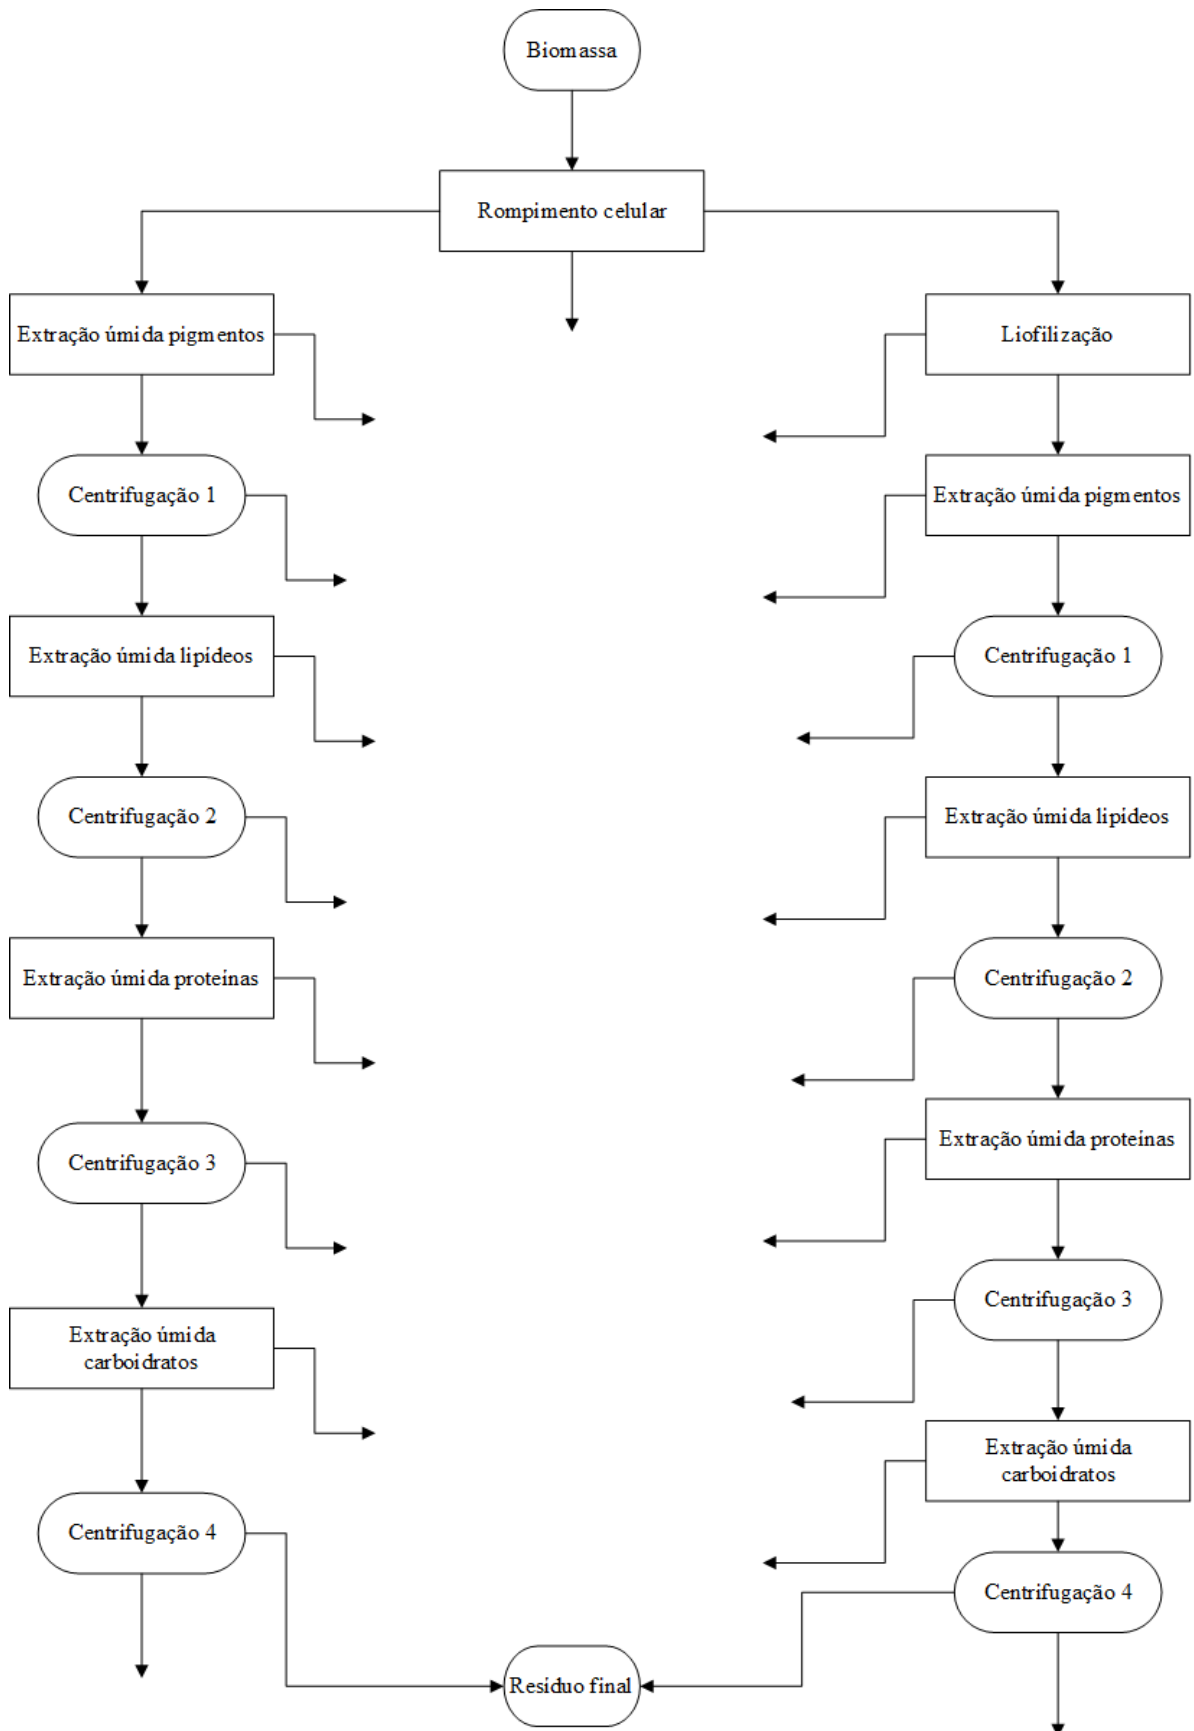 Biomassa
Rompimento celular
Extração úmida pigmentos
Liofilização
Centrifugação 1
Extração úmida pigmentos
Extração úmida lipídeos
Centrifugação 1
Centrifugação 2
Extração úmida lipídeos
Extração úmida proteínas
Centrifugação 2
Centrifugação 3
Extração úmida proteínas
Extração úmida
carboidratos
Centrifugação 3
Centrifugação 4
Extração úmida
carboidratos
Centrifugação 4
Resíduo final